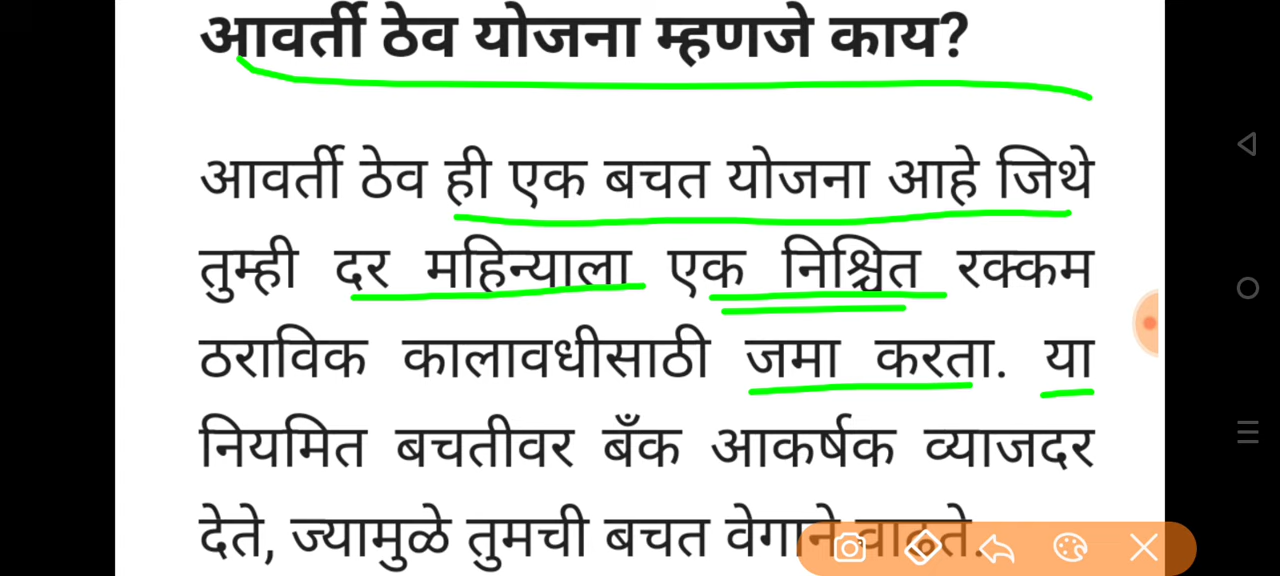 आवर्ती ठेव योजना म्हणजे काय?
आवर्ती ठेव ही एक बचत योजना आहे जिथे
तुम्ही दर महिन्याला एक निश्चित रक्कम
ठराविक कालावधीसाठी जमा करता. या
नियमित बचतीवर बँक आकर्षक व्याजदर
देते, ज्यामुळे तुमची बचत वेगाने वाढते.